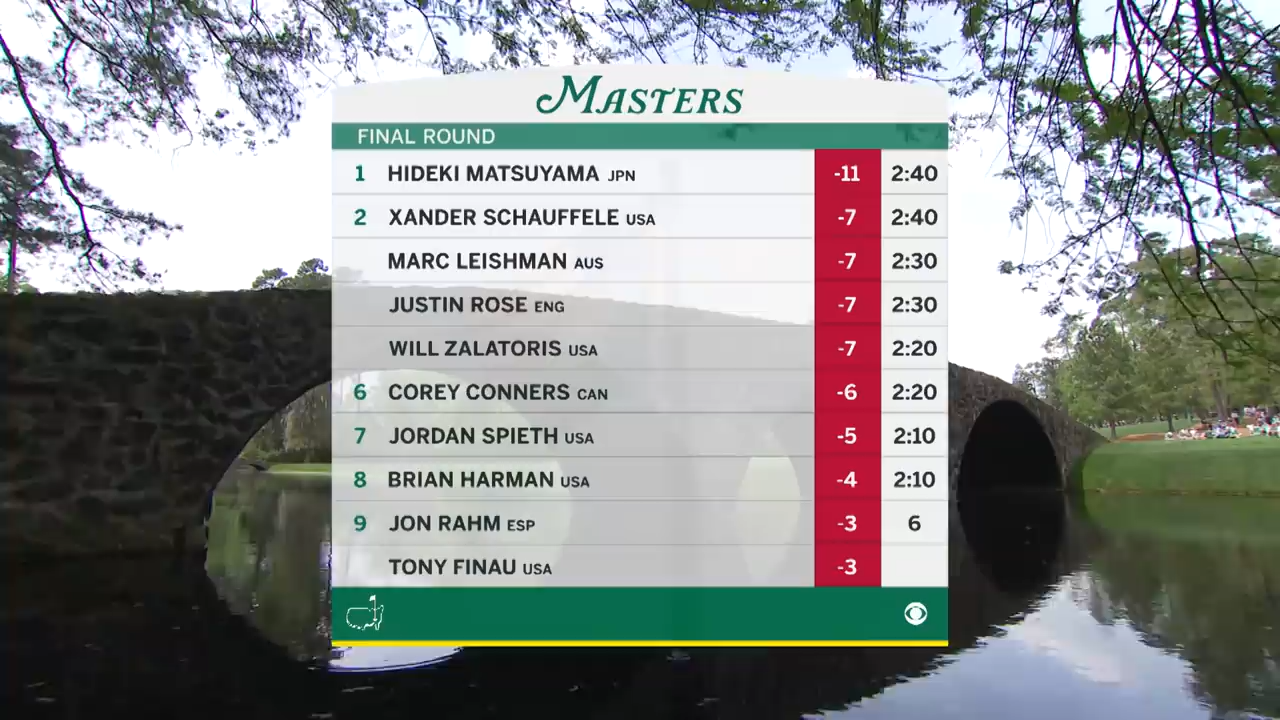 MASTERS
FINAL ROUND
1 HIDEKI MATSUYAMA JPN -11 2:40
2 XANDER SCHAUFFELE USA -7 2:40
MARC LEISHMAN AUS -7 2:30
JUSTIN ROSE ENG -7 2:30
WILL ZALATORIS USA -7 2:20
6 COREY CONNERS CAN -6 2:20
7 JORDAN SPIETH USA -5 2:10
8 BRIAN HARMAN USA -4 2:10
9 JON RAHM ESP -3 6
TONY FINAU USA -3